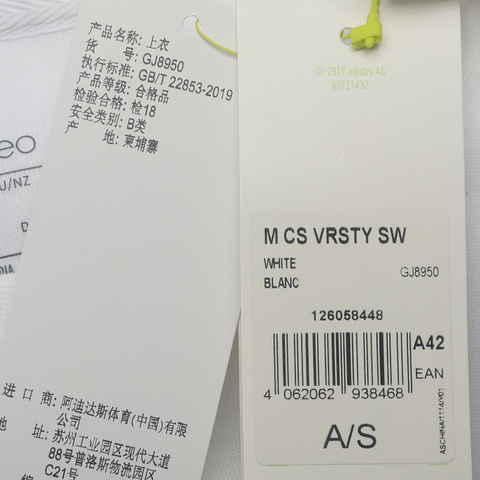 产品名称: 上衣
货 号: GJ8950
执行标准: GB/T 22853-2019
产品等级: 合格品
检验合格: 检18
安全类别: B类
产 地: 柬埔寨
进 口 商: 阿迪达斯体育(中国)有限
公司
地 址: 苏州工业园区现代大道
88号普洛斯物流园区
C21号
eo
U/NZ
© 2019 adidas AG
62721432
M CS VRSTY SW
WHITE
BLANC
GJ8950
126058448
A42
EAN
4 062062 938468
A/S
ASCHINA/1114/Y01